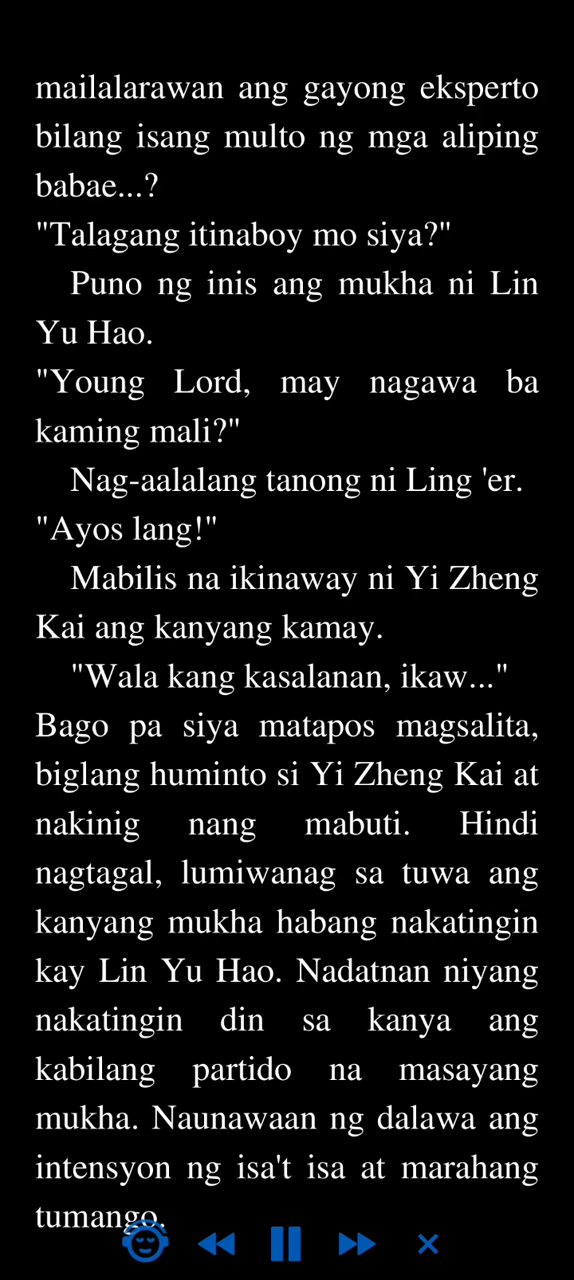 mailalarawan ang gayong eksperto
bilang isang multo ng mga aliping
babae...?
"Talagang itinaboy mo siya?"
Puno ng inis ang mukha ni Lin
Yu Hao.
"Young Lord, may nagawa ba
kaming mali?"
Nag-aalalang tanong ni Ling 'er.
"Ayos lang!"
Mabilis na ikinaway ni Yi Zheng
Kai ang kanyang kamay.
"Wala kang kasalanan, ikaw..."
Bago pa siya matapos magsalita,
biglang huminto si Yi Zheng Kai at
nakinig nang mabuti. Hindi
nagtagal, lumiwanag sa tuwa ang
kanyang mukha habang nakatingin
kay Lin Yu Hao. Nadatnan niyang
nakatingin din sa kanya ang
kabilang partido na masayang
mukha. Naunawaan ng dalawa ang
intensyon ng isa't isa at marahang
tumango.